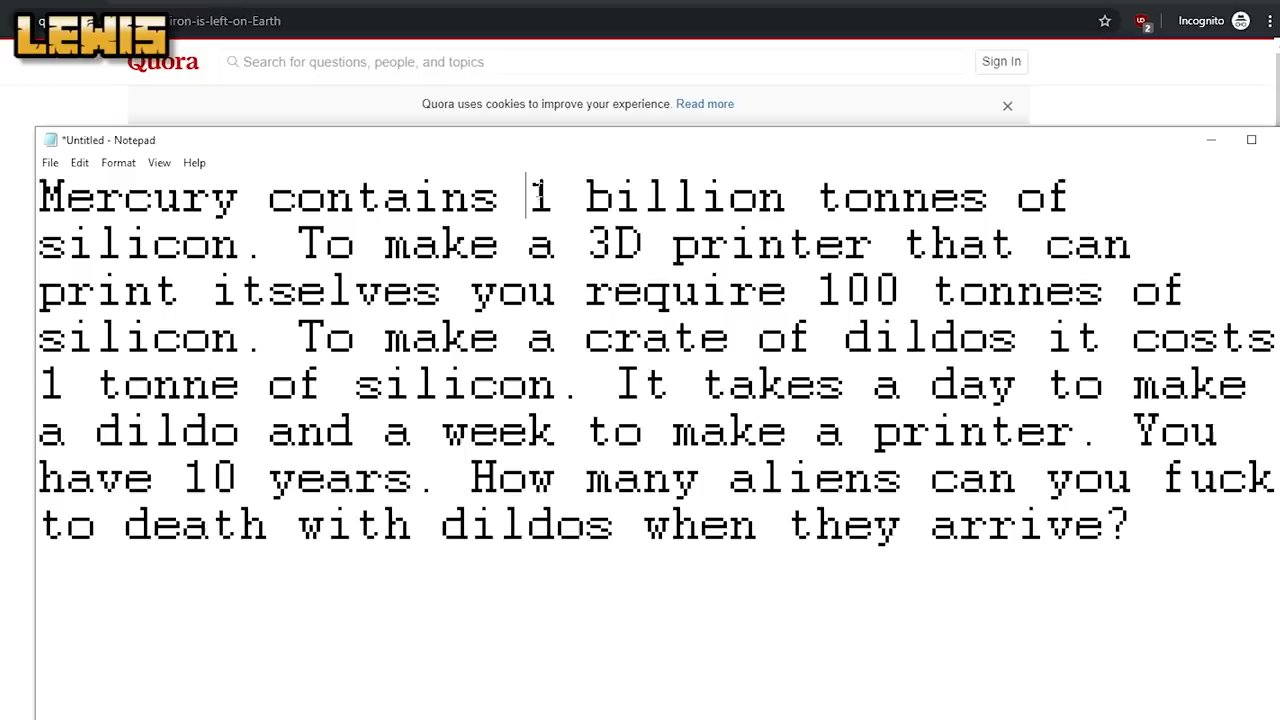 LEWIS
iron-is-left-on-Earth
2
Incognito
Quora
Search for questions, people, and topics
Sign In
Quora uses cookies to improve your experience. Read more
*Untitled - Notepad
File Edit Format View Help
Mercury contains 1 billion tonnes of
silicon. To make a 3D printer that can
print itselves you require 100 tonnes of
silicon. To make a crate of dildos it costs
1 tonne of silicon. It takes a day to make
a dildo and a week to make a printer. You
have 10 years. How many aliens can you fuck
to death with dildos when they arrive?